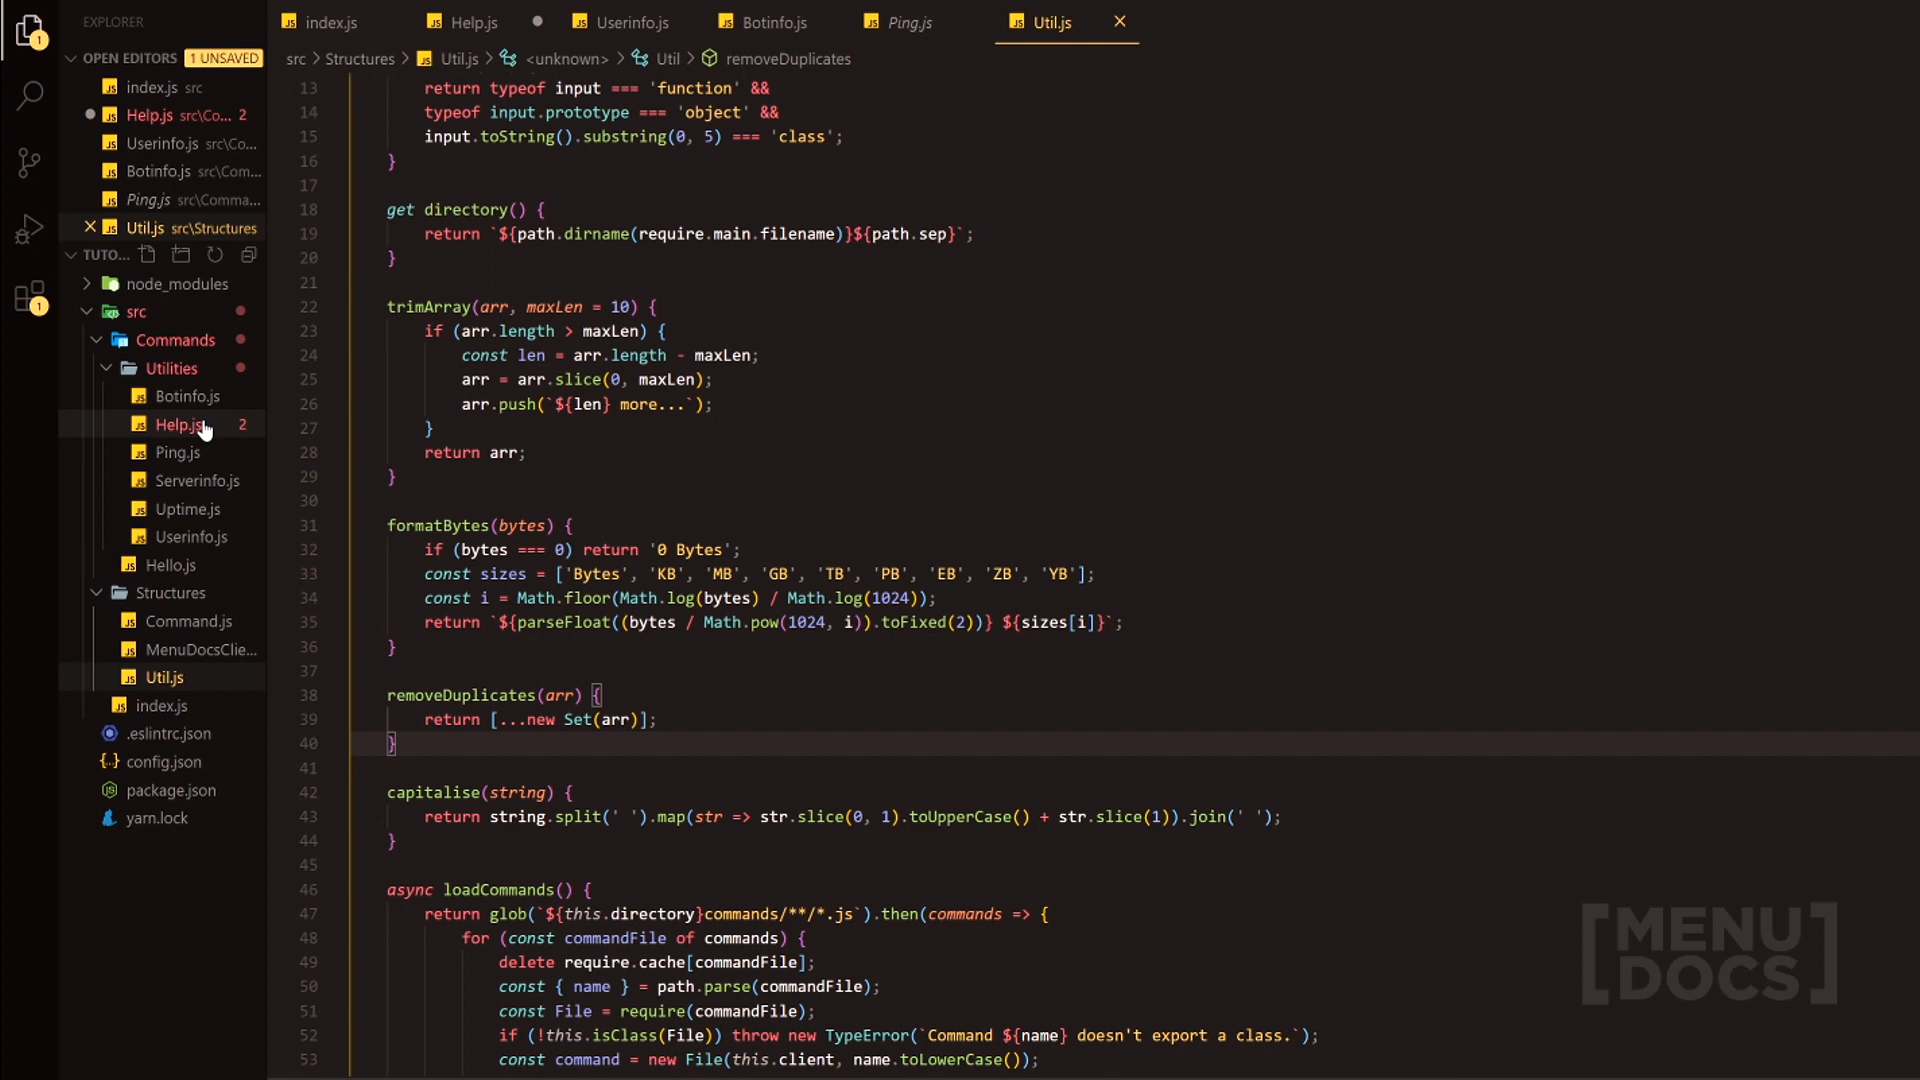 EXPLORER
OPEN EDITORS 1 UNSAVED
index.js src
Help.js src\Co... 2
Userinfo.js src\Co...
Botinfo.js src\Com...
Ping.js src\Comma...
Util.js src\Structures
TUTO...
node_modules
src
Commands
Utilities
Botinfo.js
Help.js 2
Ping.js
Serverinfo.js
Uptime.js
Userinfo.js
Hello.js
Structures
Command.js
MenuDocsClie...
Util.js
index.js
.eslintrc.json
config.json
package.json
yarn.lock
1
1
index.js Help.js Userinfo.js Botinfo.js Ping.js Util.js
src > Structures > Util.js > <unknown> > Util > removeDuplicates
13 return typeof input === 'function' &&
14 typeof input.prototype === 'object' &&
15 input.toString().substring(0, 5) === 'class';
16 }
17
18 get directory() {
19 return `${path.dirname(require.main.filename)}${path.sep}`;
20 }
21
22 trimArray(arr, maxLen = 10) {
23 if (arr.length > maxLen) {
24 const len = arr.length - maxLen;
25 arr = arr.slice(0, maxLen);
26 arr.push(`${len} more...`);
27 }
28 return arr;
29 }
30
31 formatBytes(bytes) {
32 if (bytes === 0) return '0 Bytes';
33 const sizes = ['Bytes', 'KB', 'MB', 'GB', 'TB', 'PB', 'EB', 'ZB', 'YB'];
34 const i = Math.floor(Math.log(bytes) / Math.log(1024));
35 return `${parseFloat((bytes / Math.pow(1024, i)).toFixed(2))} ${sizes[i]}`;
36 }
37
38 removeDuplicates(arr) {
39 return [...new Set(arr)];
40 }
41
42 capitalise(string) {
43 return string.split(' ').map(str => str.slice(0, 1).toUpperCase() + str.slice(1)).join(' ');
44 }
45
46 async loadCommands() {
47 return glob(`${this.directory}commands/**/*.js`).then(commands => {
48 for (const commandFile of commands) {
49 delete require.cache[commandFile];
50 const { name } = path.parse(commandFile);
51 const File = require(commandFile);
52 if (!this.isClass(File)) throw new TypeError(`Command ${name} doesn't export a class.`);
53 const command = new File(this.client, name.toLowerCase());
[MENU
DOCS]